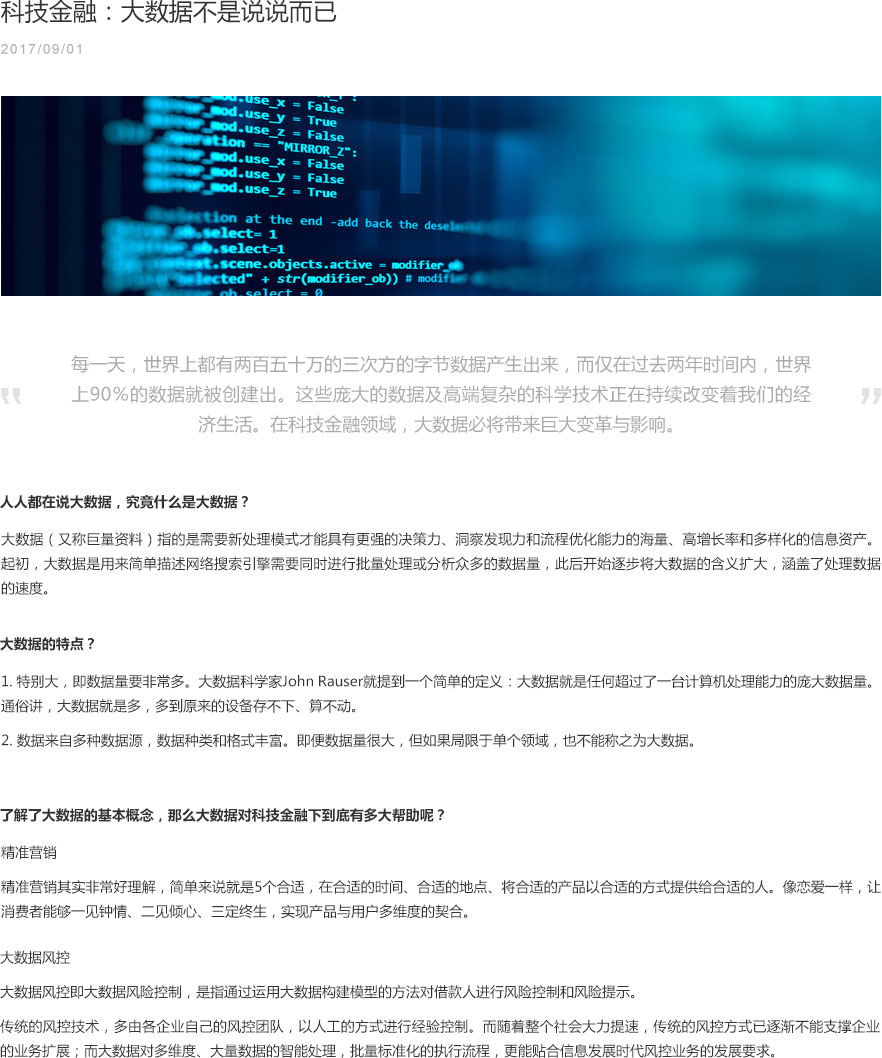 科技金融：大数据不是说说而已
2017/09/01
mod.use_x = False
mod.use_y = True
mod.use_z = False
operation == "MIRROR_Z":
mod.use_x = False
mod.use_y = False
mod.use_z = True
selection at the end -add back the
ob.select= 1
ob.select=1
.scene.objects.active = modifier_ob
" + str(modifier_ob)) # modifi
ob.select = 0
每一天，世界上都有两百五十万的三次方的字节数据产生出来，而仅在过去两年时间内，世界
上90%的数据就被创建出。这些庞大的数据及高端复杂的科学技术正在持续改变着我们的经
济生活。在科技金融领域，大数据必将带来巨大变革与影响。
人人都在说大数据，究竟什么是大数据？
大数据（又称巨量资料）指的是需要新处理模式才能具有更强的决策力、洞察发现力和流程优化能力的海量、高增长率和多样化的信息资产。
起初，大数据是用来简单描述网络搜索引擎需要同时进行批量处理或分析众多的数据量，此后开始逐步将大数据的含义扩大，涵盖了处理数据
的速度。
大数据的特点？
1. 特别大，即数据量要非常多。大数据科学家John Rauser就提到一个简单的定义：大数据就是任何超过了一台计算机处理能力的庞大数据量。
通俗讲，大数据就是多，多到原来的设备存不下、算不动。
2. 数据来自多种数据源，数据种类和格式丰富。即便数据量很大，但如果局限于单个领域，也不能称之为大数据。
了解了大数据的基本概念，那么大数据对科技金融下到底有多大帮助呢？
精准营销
精准营销其实非常好理解，简单来说就是5个合适，在合适的时间、合适的地点、将合适的产品以合适的方式提供给合适的人。像恋爱一样，让
消费者能够一见钟情、二见倾心、三定终生，实现产品与用户多维度的契合。
大数据风控
大数据风控即大数据风险控制，是指通过运用大数据构建模型的方法对借款人进行风险控制和风险提示。
传统的风控技术，多由各企业自己的风控团队，以人工的方式进行经验控制。而随着整个社会大力提速，传统的风控方式已逐渐不能支撑企业
的业务扩展；而大数据对多维度、大量数据的智能处理，批量标准化的执行流程，更能贴合信息发展时代风控业务的发展要求。